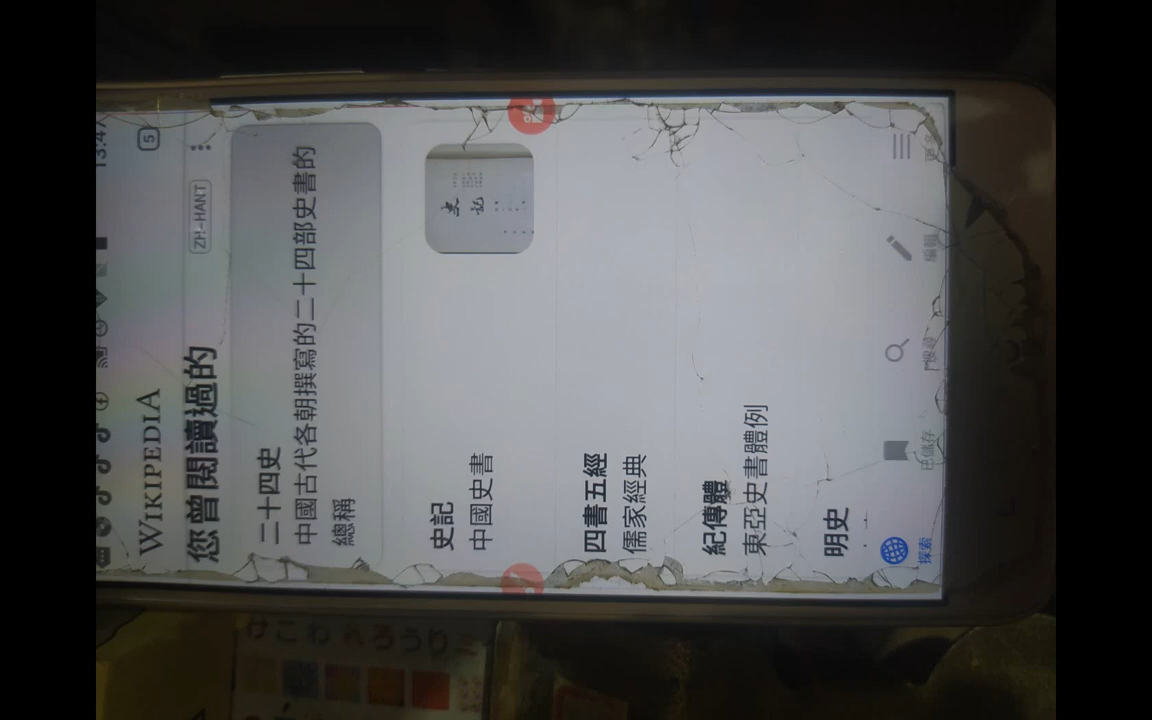 WIKIPEDIA
5
您曾閱讀過的
ZH-HANT
二十四史
中國古代各朝撰寫的二十四部史書的
總稱
史記
中國史書
史記
四書五經
儒家經典
紀傳體
東亞史書體例
明史
探索
已儲存
搜尋
編輯